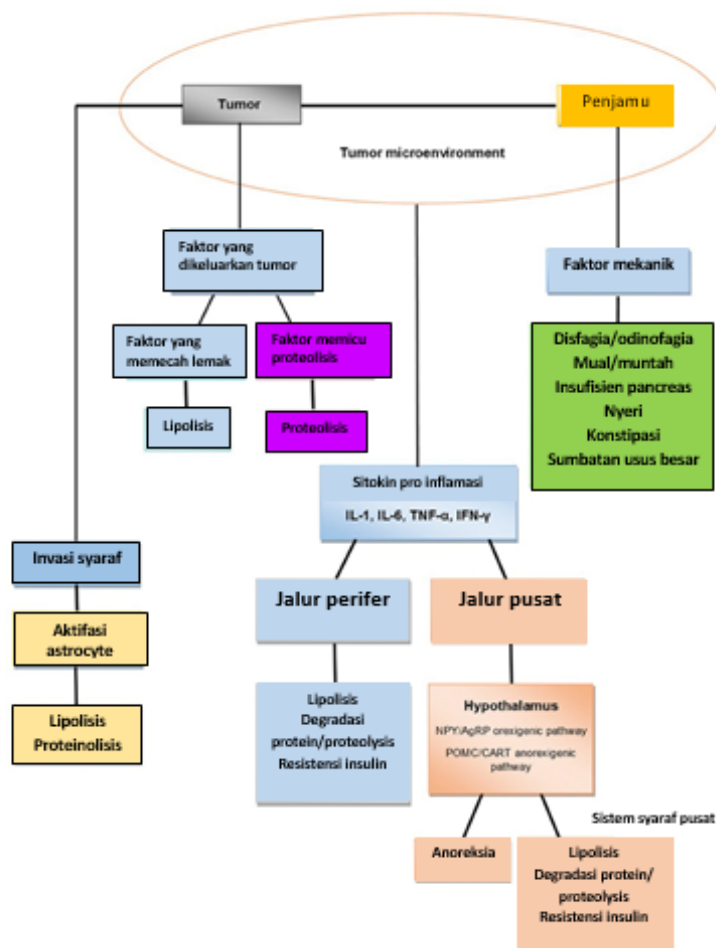 Tumor
Penjamu
Tumor microenvironment
Faktor yang
dikeluarkan tumor
Faktor mekanik
Faktor yang
memecah lemak
Faktor memicu
proteolisis
Lipolisis
Proteolisis
Disfagia/odinofagia
Mual/muntah
Insufisien pancreas
Nyeri
Konstipasi
Sumbatan usus besar
Sitokin pro inflamasi
IL-1, IL-6, TNF-α, IFN-γ
Invasi syaraf
Aktifasi
astrocyte
Lipolisis
Proteinolisis
Jalur perifer
Jalur pusat
Lipolisis
Degradasi
protein/proteolysis
Resistensi insulin
Hypothalamus
NPY/AgRP orexigenic pathway
POMC/CART anorexigenic
pathway
Sistem syaraf pusat
Anoreksia
Lipolisis
Degradasi protein/
proteolysis
Resistensi insulin